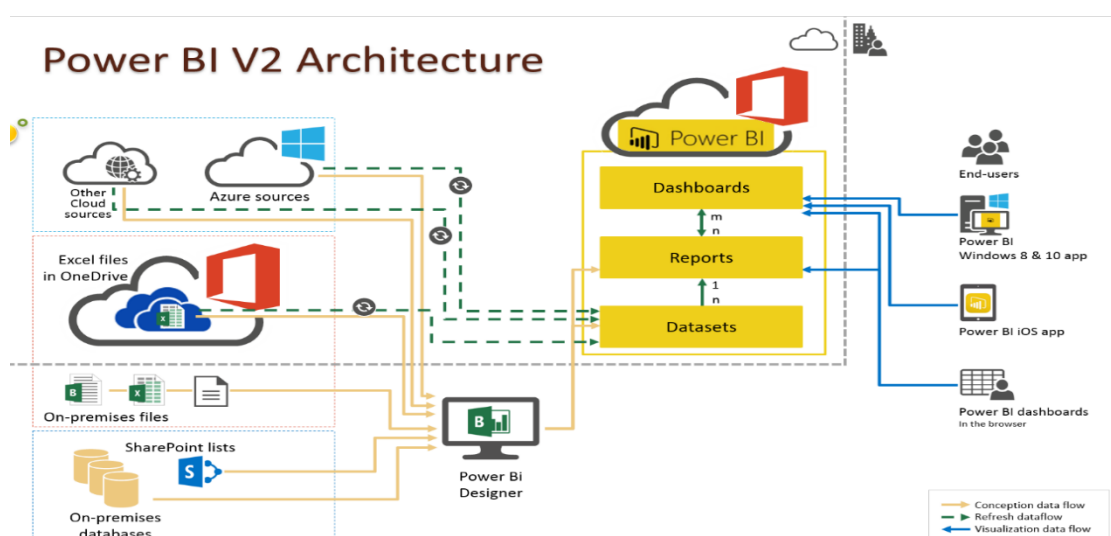 Power BI V2 Architecture
Power BI
Dashboards
m
n
Reports
1
n
Datasets
Other
Cloud
sources
Azure sources
Excel files
in OneDrive
B
X
On-premises files
SharePoint lists
S
On-premises
databases
B
Power Bi
Designer
End-users
Power BI
Windows 8 & 10 app
Power BI iOS app
Power BI dashboards
In the browser
Conception data flow
Refresh dataflow
Visualization data flow